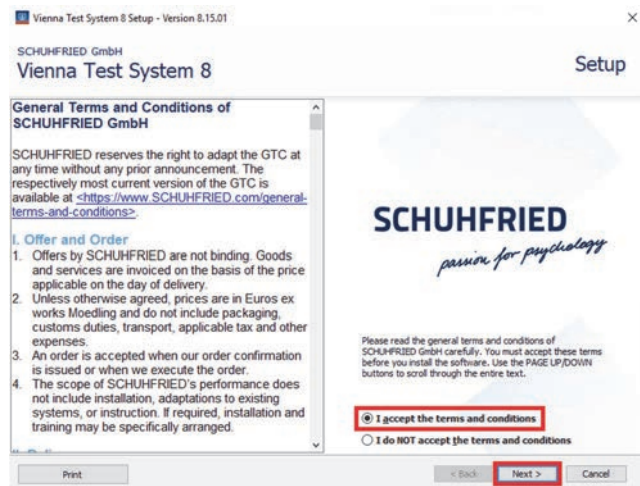 Vienna Test System 8 Setup - Version 8.15.01
SCHUHFRIED GmbH
Vienna Test System 8
Setup
General Terms and Conditions of
SCHUHFRIED GmbH
SCHUHFRIED reserves the right to adapt the GTC at
any time without any prior announcement. The
respectively most current version of the GTC is
available at <https://www.SCHUHFRIED.com/general-
terms-and-conditions>.
I. Offer and Order
1. Offers by SCHUHFRIED are not binding. Goods
and services are invoiced on the basis of the price
applicable on the day of delivery.
2. Unless otherwise agreed, prices are in Euros ex
works Moedling and do not include packaging,
customs duties, transport, applicable tax and other
expenses.
3. An order is accepted when our order confirmation
is issued or when we execute the order.
4. The scope of SCHUHFRIED's performance does
not include installation, adaptations to existing
systems, or instruction. If required, installation and
training may be specifically arranged.
SCHUHFRIED
passion for psychology
Please read the general terms and conditions of
SCHUHFRIED GmbH carefully. You must accept these terms
before you install the software. Use the PAGE UP/DOWN
buttons to scroll through the entire text.
I accept the terms and conditions
I do NOT accept the terms and conditions
Print
< Back
Next >
Cancel